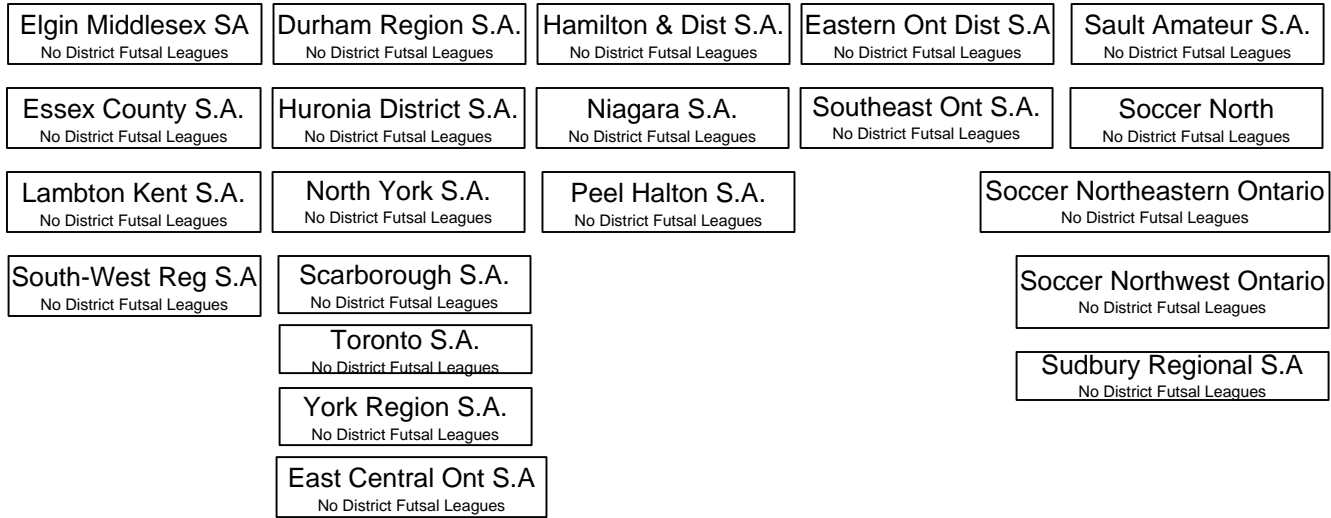 Elgin Middlesex SA
No District Futsal Leagues
Durham Region S.A.
No District Futsal Leagues
Hamilton & Dist S.A.
No District Futsal Leagues
Eastern Ont Dist S.A
No District Futsal Leagues
Sault Amateur S.A.
No District Futsal Leagues
Essex County S.A.
No District Futsal Leagues
Huronia District S.A.
No District Futsal Leagues
Niagara S.A.
No District Futsal Leagues
Southeast Ont S.A.
No District Futsal Leagues
Soccer North
No District Futsal Leagues
Lambton Kent S.A.
No District Futsal Leagues
North York S.A.
No District Futsal Leagues
Peel Halton S.A.
No District Futsal Leagues
Soccer Northeastern Ontario
No District Futsal Leagues
South-West Reg S.A
No District Futsal Leagues
Scarborough S.A.
No District Futsal Leagues
Soccer Northwest Ontario
No District Futsal Leagues
Toronto S.A.
No District Futsal Leagues
Sudbury Regional S.A
No District Futsal Leagues
York Region S.A.
No District Futsal Leagues
East Central Ont S.A
No District Futsal Leagues